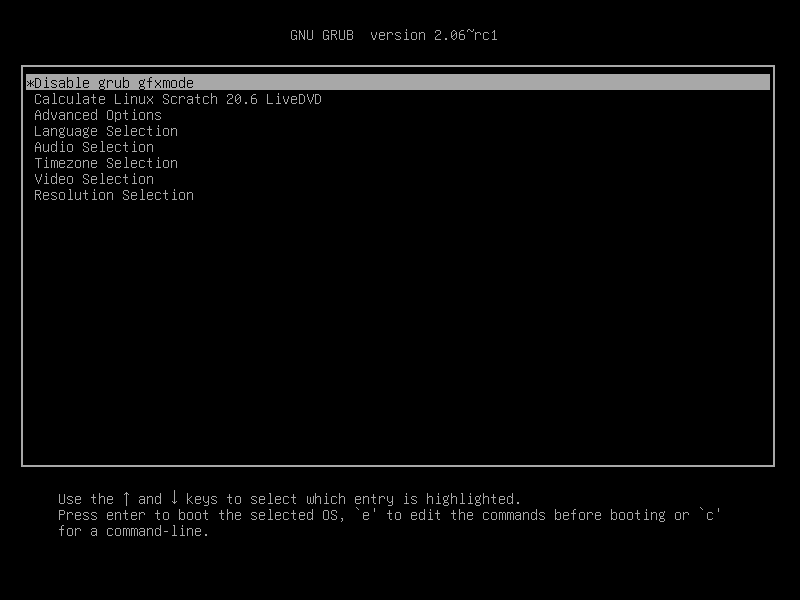 GNU GRUB  version 2.06~rc1
*Disable grub gfxmode
Calculate Linux Scratch 20.6 LiveDVD
Advanced Options
Language Selection
Audio Selection
Timezone Selection
Video Selection
Resolution Selection
Use the ↑ and ↓ keys to select which entry is highlighted.
Press enter to boot the selected OS, `e' to edit the commands before booting or `c'
for a command-line.